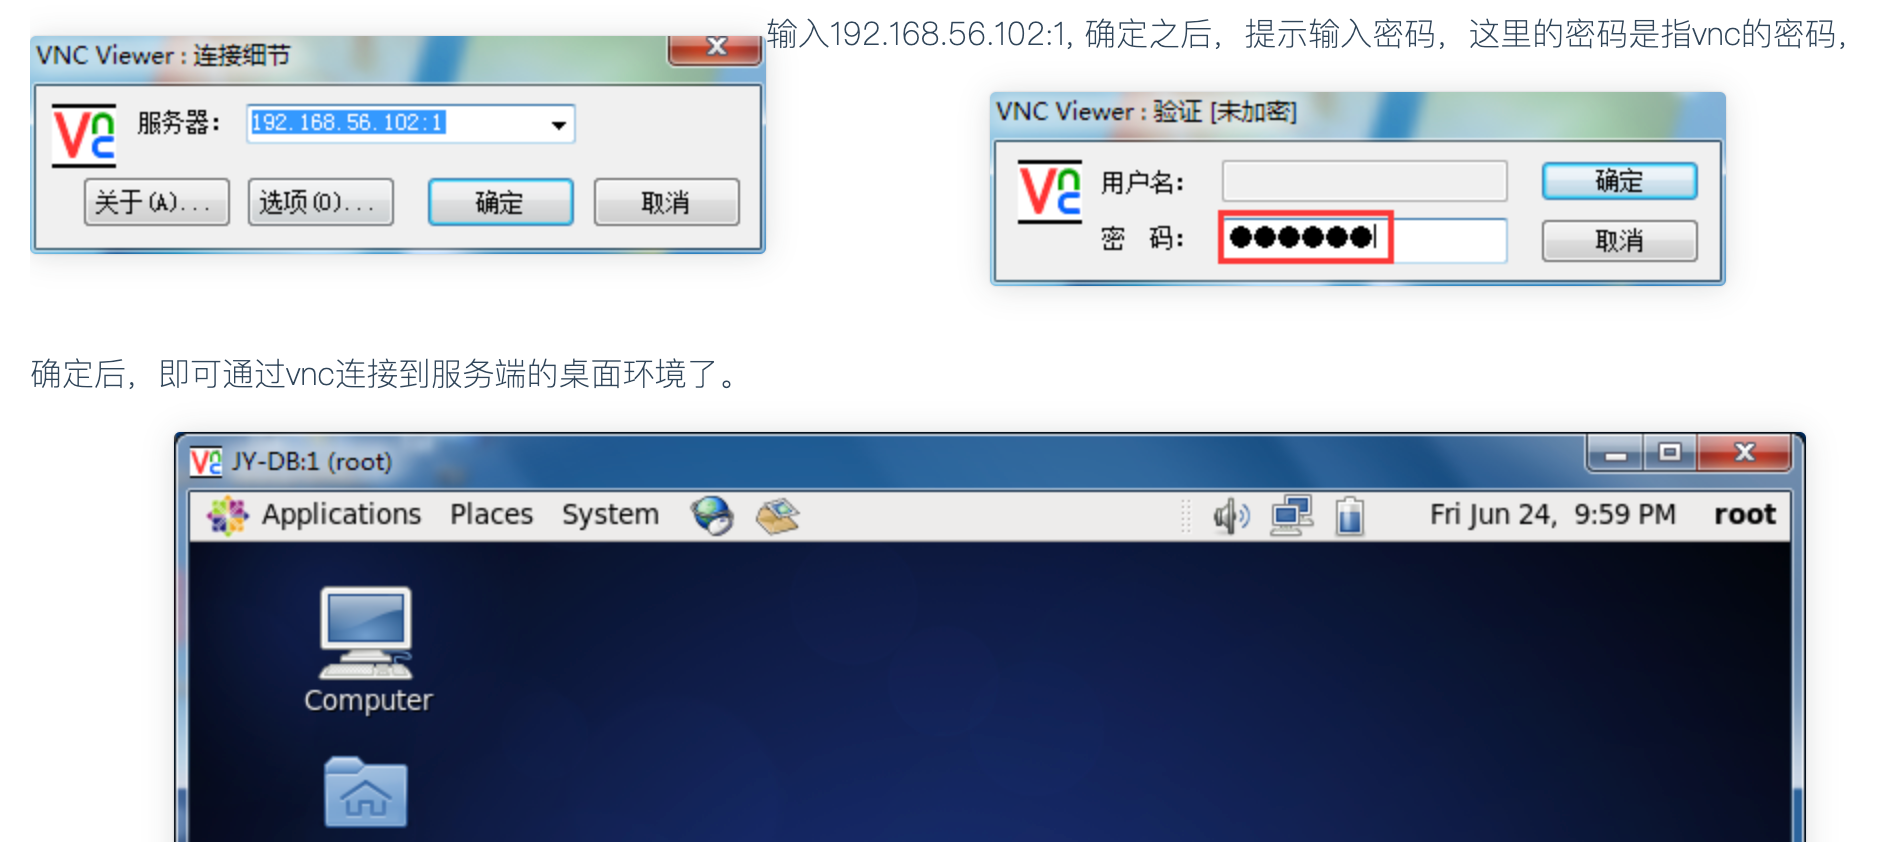 VNC Viewer : 连接细节
服务器:
192.168.56.102:1
关于(A)...
选项(O)...
确定
取消
输入192.168.56.102:1, 确定之后，提示输入密码，这里的密码是指vnc的密码,
VNC Viewer : 验证 [未加密]
用户名:
确定
密 码:
取消
确定后，即可通过vnc连接到服务端的桌面环境了。
JY-DB:1 (root)
Applications Places System Fri Jun 24, 9:59 PM root
Computer